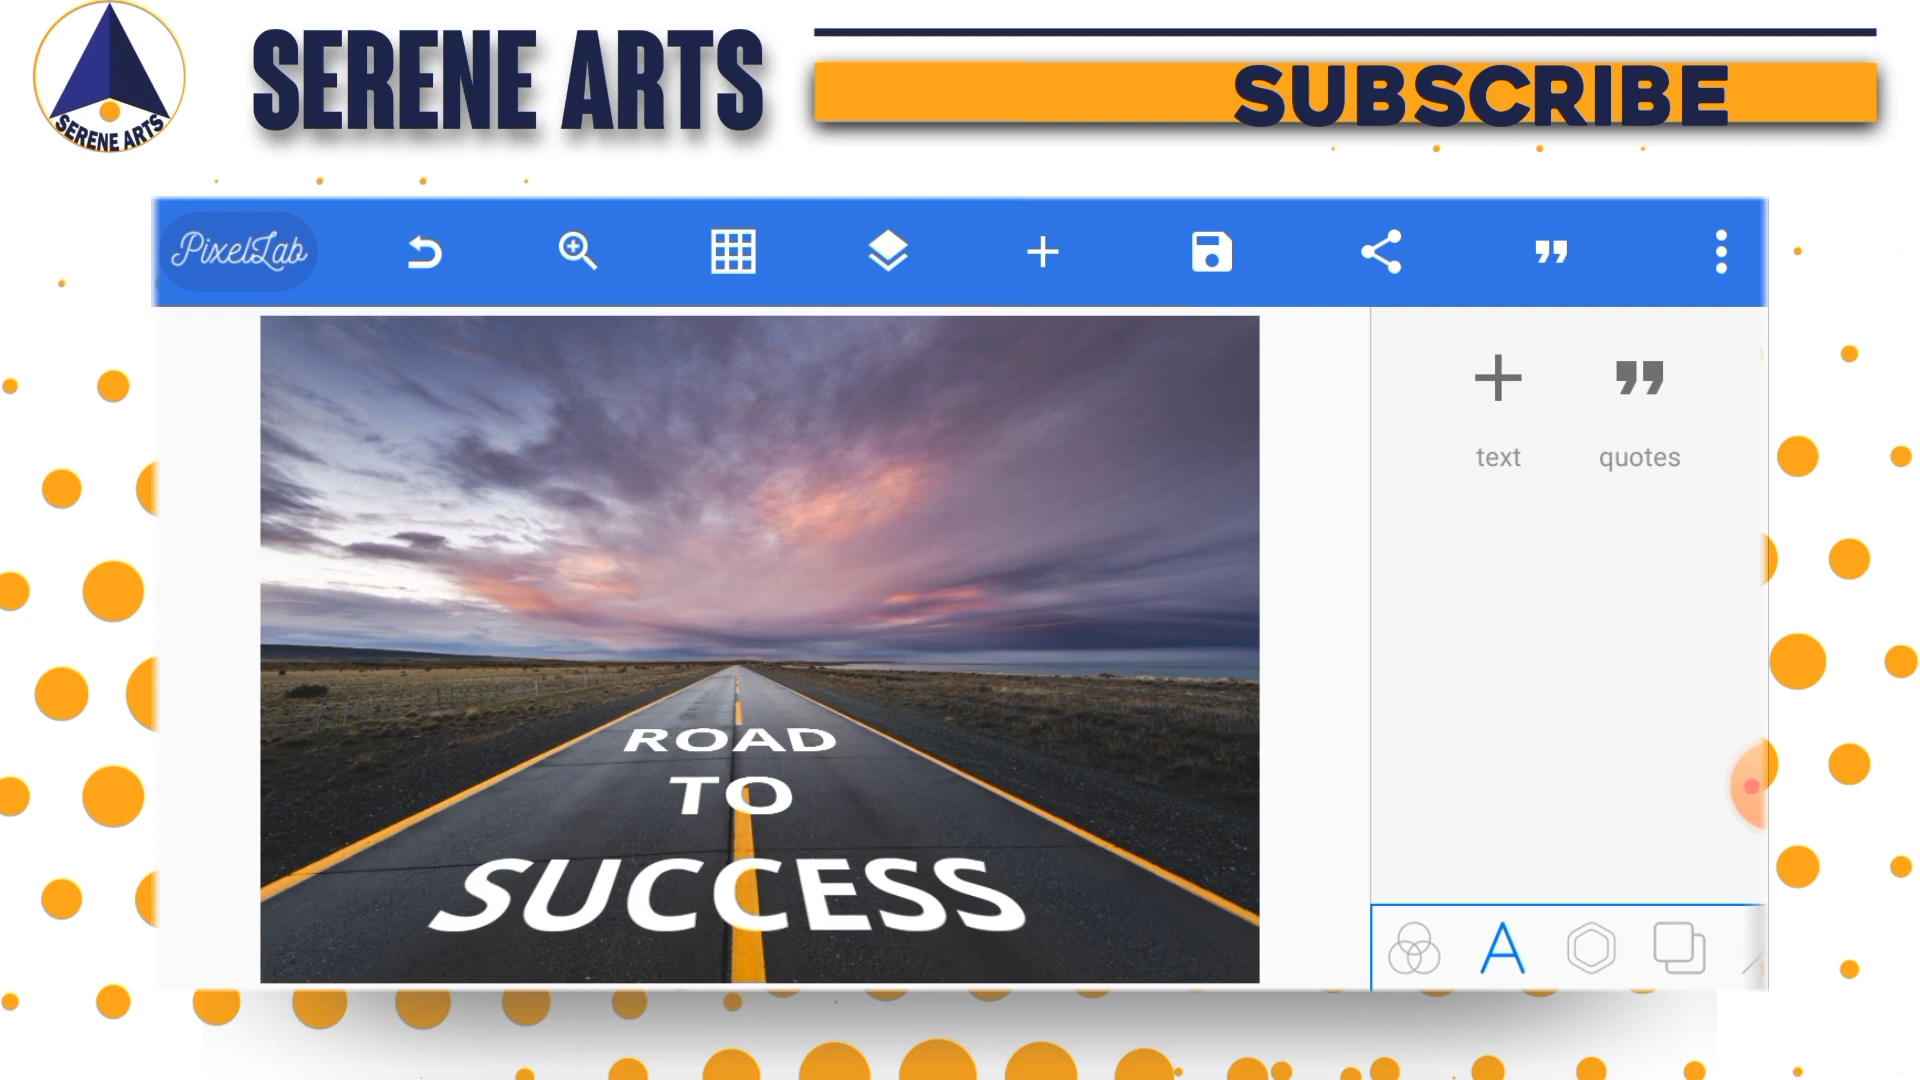 SERENE ARTS
SERENE ARTS
SUBSCRIBE
PixelLab
text
quotes
ROAD
TO
SUCCESS